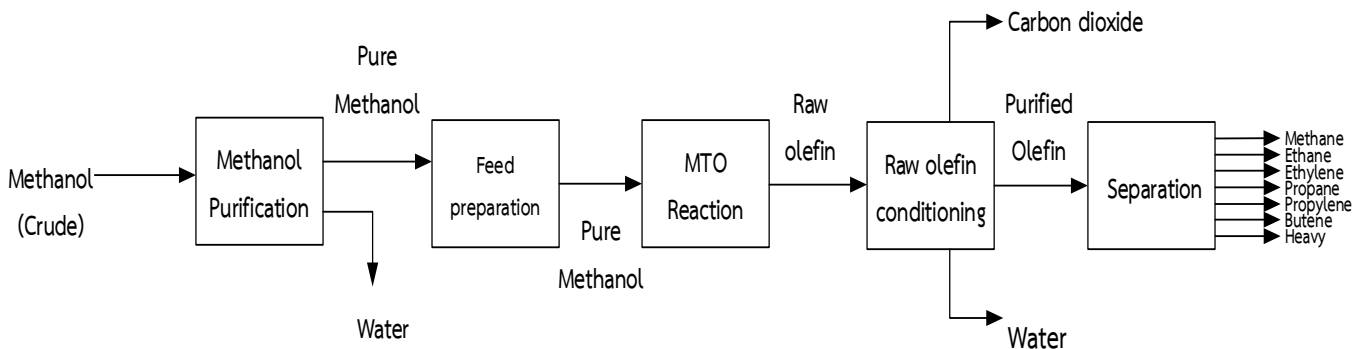 Methanol
(Crude)
Methanol
Purification
Pure
Methanol
Water
Feed
preparation
Pure
Methanol
MTO
Reaction
Raw
olefin
Raw olefin
conditioning
Carbon dioxide
Water
Purified
Olefin
Separation
Methane
Ethane
Ethylene
Propane
Propylene
Butene
Heavy